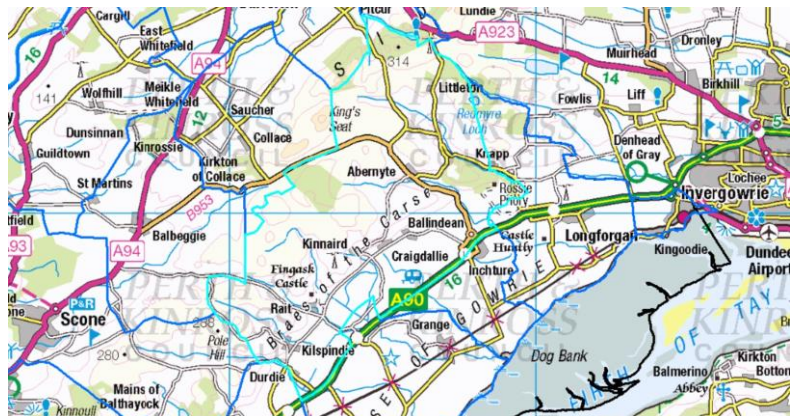 Cargill
Pitcur
Lundie
A923
East
Whitefield
A94
Dronley
16
314
S
I
Muirhead
Birkhill
141
Wolfhill
Meikle
Whitefield
Littleton
14
12
Saucher
King's
Seat
Fowlis
Liff
Redmyre
Loch
Dunsinnan
Collace
5
Kinrossie
Denhead
of Gray
Guildtown
Kirkton
of Collace
Knapp
Lochee
Abernyte
St Martins
Rossie
Priory
Invergowrie
B953
Balbeggie
Ballindean
Castle
Huntly
Longforgan
A94
Kinnaird
Craigdallie
Kingoodie
Dundee
Airport
Fingask
Castle
16
Inchture
Braes of the Carse
A90
P&R
Scone
Rait
Grange
CARSE OF GOWRIE
Pole
Hill
Kilspindie
Dog Bank
FIRTH OF TAY
280
Durdie
Balmerino
Abbey
Kirkton
Mains of
Balthayock
Kinnoull
PERTH &
KINROSS
COUNCIL